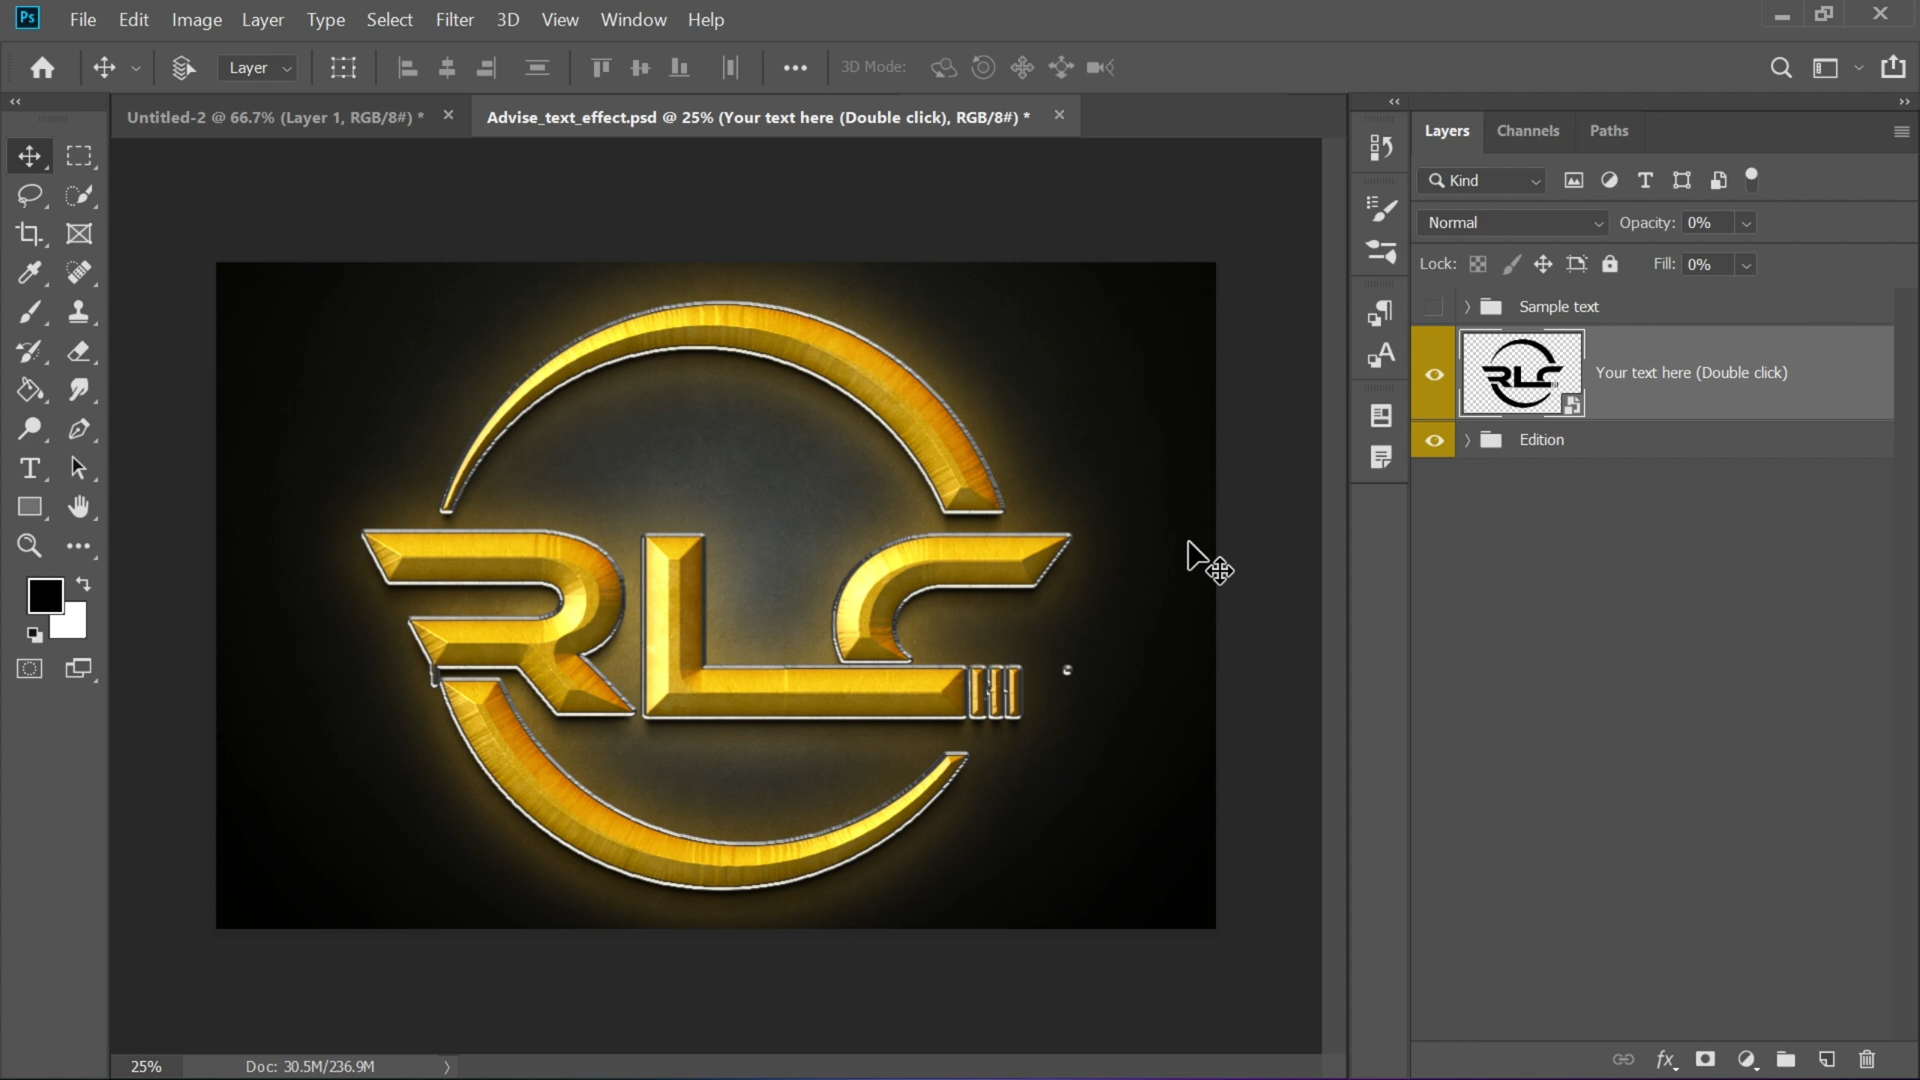 Ps File Edit Image Layer Type Select Filter 3D View Window Help
Layer 3D Mode:
Untitled-2 @ 66.7% (Layer 1, RGB/8#) *
Advise_text_effect.psd @ 25% (Your text here (Double click), RGB/8#) *
Layers Channels Paths
Kind
Normal Opacity: 0%
Lock: Fill: 0%
Sample text
RLC
Your text here (Double click)
Edition
RLC
25% Doc: 30.5M/236.9M